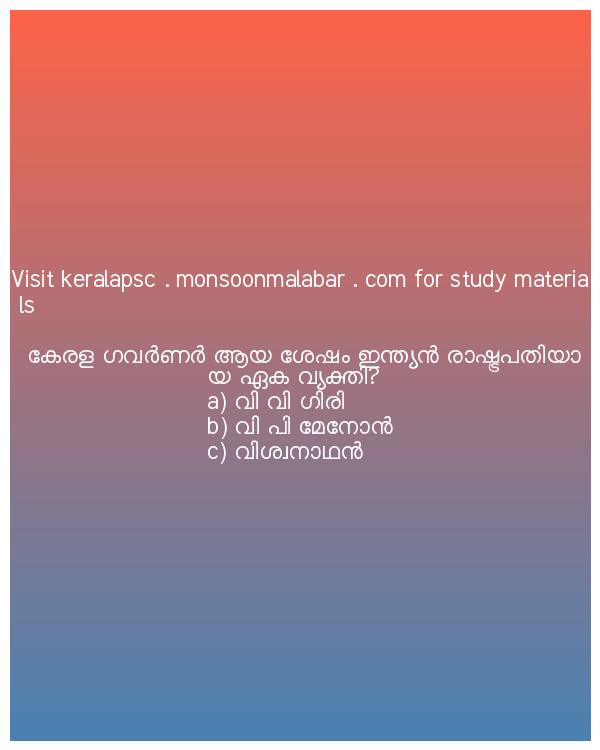 Visit keralapsc . monsoonmalabar . com for study materia
ls
കേരള ഗവർണർ ആയ ശേഷം ഇന്ത്യൻ രാഷ്ട്രപതിയാ
യ ഏക വ്യക്തി?
a) വി വി ഗിരി
b) വി പി മേനോൻ
c) വിശ്വനാഥൻ